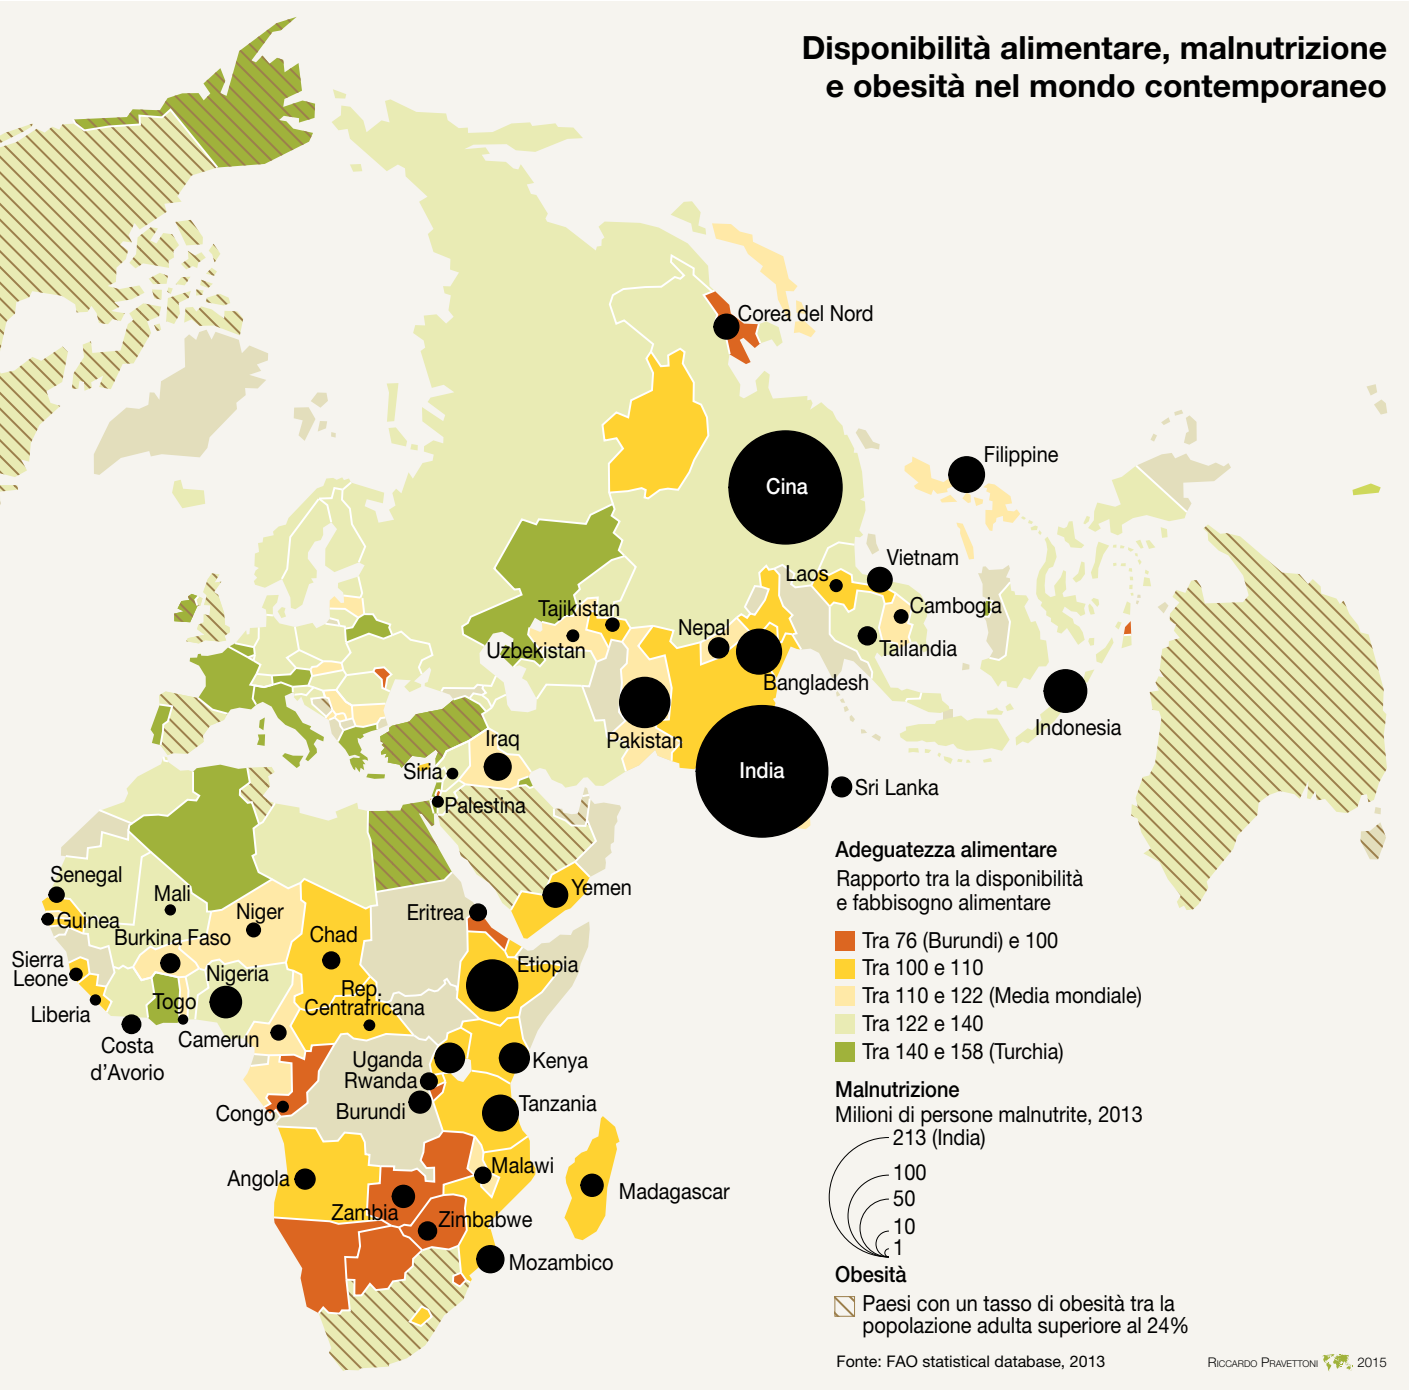 Disponibilità alimentare, malnutrizione
e obesità nel mondo contemporaneo
Corea del Nord
Filippine
Cina
Vietnam
Laos
Cambogia
Tajikistan
Nepal
Uzbekistan
Tailandia
Bangladesh
Indonesia
Iraq
Pakistan
Siria
India
Sri Lanka
Palestina
Senegal
Mali
Yemen
Guinea
Niger
Eritrea
Burkina Faso
Chad
Sierra
Leone
Nigeria
Etiopia
Rep.
Centrafricana
Togo
Liberia
Camerun
Costa
d'Avorio
Uganda
Kenya
Rwanda
Burundi
Tanzania
Congo
Malawi
Angola
Madagascar
Zambia
Zimbabwe
Mozambico
Adeguatezza alimentare
Rapporto tra la disponibilità
e fabbisogno alimentare
Tra 76 (Burundi) e 100
Tra 100 e 110
Tra 110 e 122 (Media mondiale)
Tra 122 e 140
Tra 140 e 158 (Turchia)
Malnutrizione
Milioni di persone malnutrite, 2013
213 (India)
100
50
10
1
Obesità
Paesi con un tasso di obesità tra la
popolazione adulta superiore al 24%
Fonte: FAO statistical database, 2013
Riccardo Pravettoni, 2015